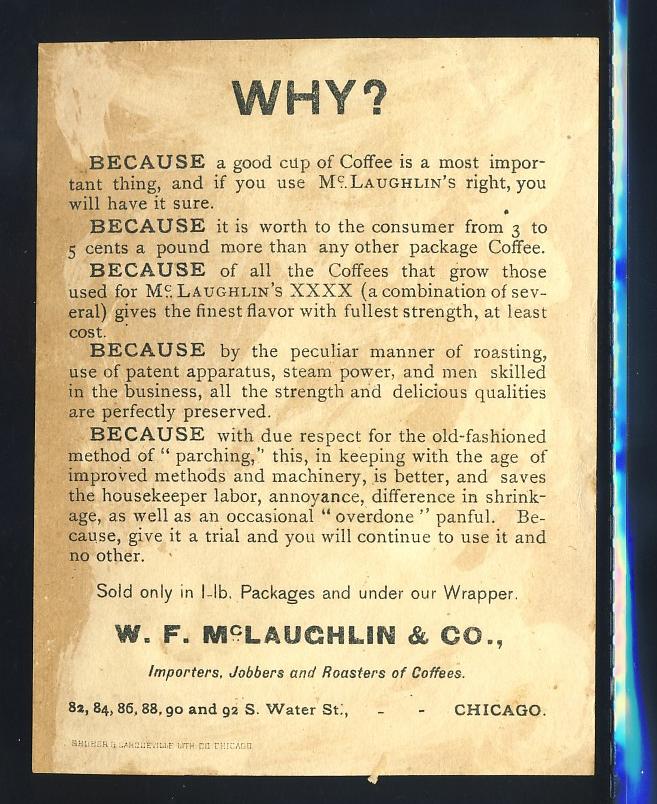 WHY?
BECAUSE a good cup of Coffee is a most impor-
tant thing, and if you use Mc. LAUGHLIN'S right, you
will have it sure.
BECAUSE it is worth to the consumer from 3 to
5 cents a pound more than any other package Coffee.
BECAUSE of all the Coffees that grow those
used for Mc. LAUGHLIN'S XXXX (a combination of sev-
eral) gives the finest flavor with fullest strength, at least
cost.
BECAUSE by the peculiar manner of roasting,
use of patent apparatus, steam power, and men skilled
in the business, all the strength and delicious qualities
are perfectly preserved.
BECAUSE with due respect for the old-fashioned
method of "parching," this, in keeping with the age of
improved methods and machinery, is better, and saves
the housekeeper labor, annoyance, difference in shrink-
age, as well as an occasional "overdone" panful. Be-
cause, give it a trial and you will continue to use it and
no other.
Sold only in 1-lb. Packages and under our Wrapper.
W. F. McLAUGHLIN & CO.,
Importers, Jobbers and Roasters of Coffees.
82, 84, 86, 88, 90 and 92 S. Water St., - - CHICAGO.
LITH. CO. CHICAGO